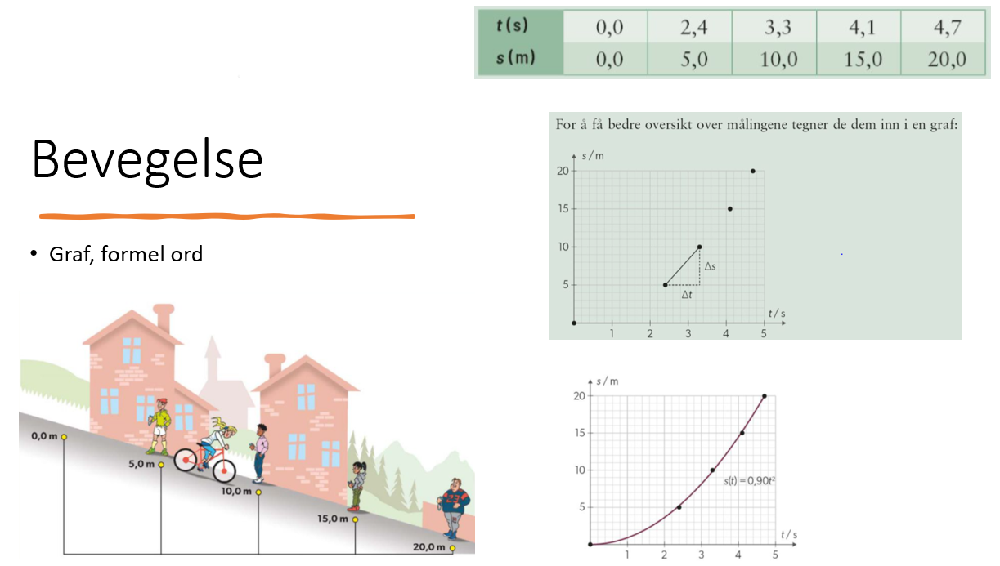 t(s) 0,0 2,4 3,3 4,1 4,7
s(m) 0,0 5,0 10,0 15,0 20,0
Bevegelse
• Graf, formel ord
For å få bedre oversikt over målingene tegner de dem inn i en graf:
s/m
20
15
10
Δs
5
Δt
t/s
1 2 3 4 5
0,0 m
5,0 m
10,0 m
15,0 m
20,0 m
23
s/m
20
15
10
s(t) = 0,90t²
5
t/s
1 2 3 4 5